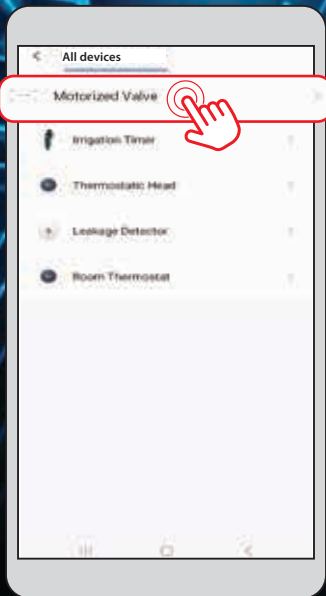 All devices
Motorized Valve
Irrigation Timer
Thermostatic Head
Leakage Detector
Room Thermostat